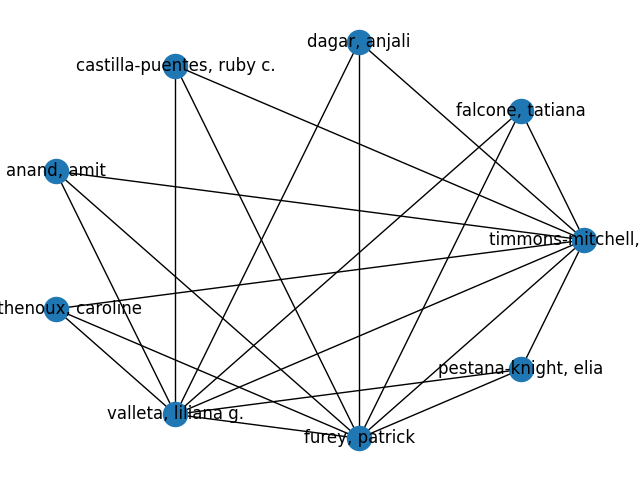 dagar, anjali
castilla-puentes, ruby c.
falcone, tatiana
anand, amit
timmons-mitchell,
thenoux, caroline
valleta, liliana g.
pestana-knight, elia
furey, patrick